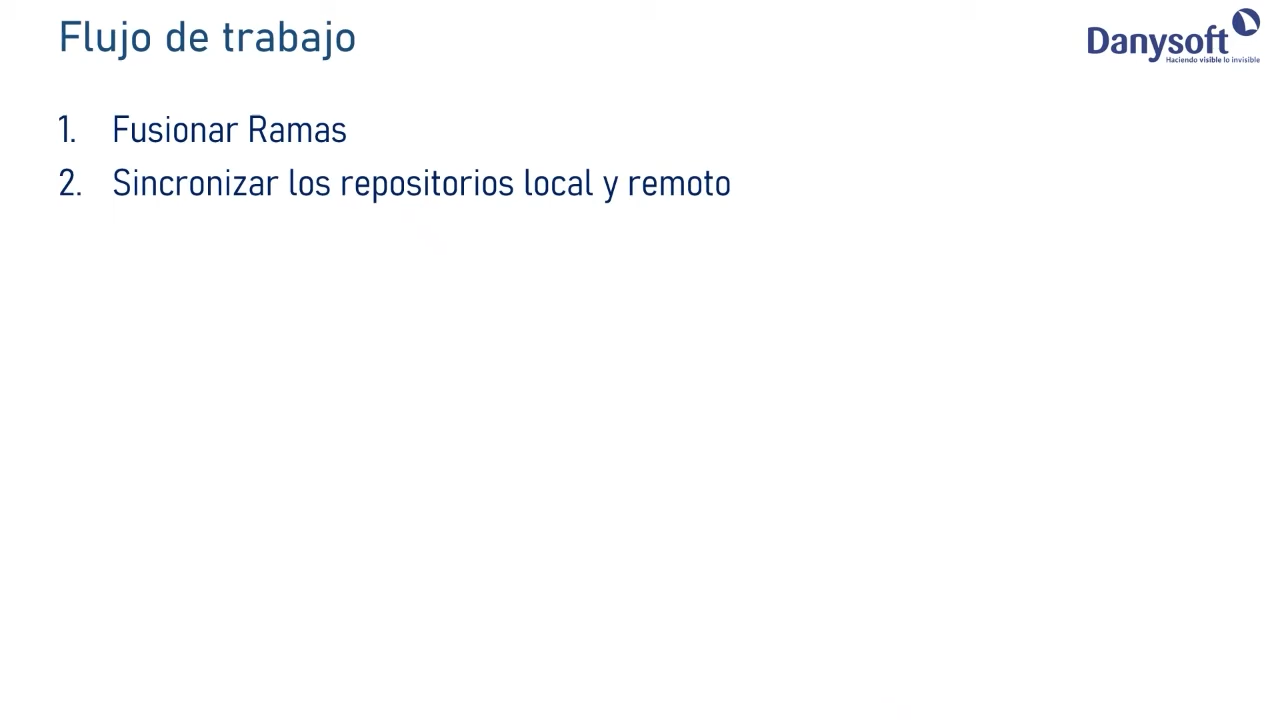 Flujo de trabajo
Danysoft
Haciendo visible lo invisible
1. Fusionar Ramas
2. Sincronizar los repositorios local y remoto